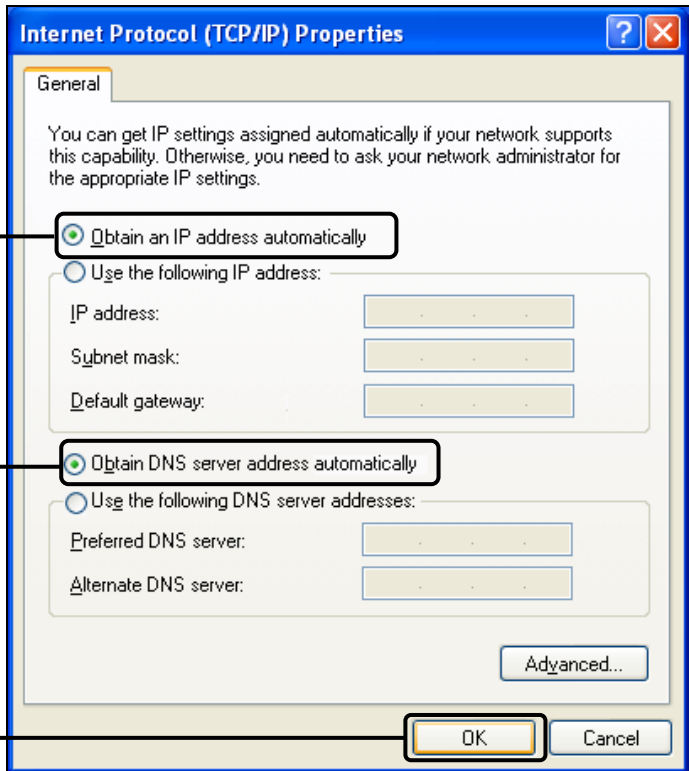 Internet Protocol (TCP/IP) Properties
General
You can get IP settings assigned automatically if your network supports
this capability. Otherwise, you need to ask your network administrator for
the appropriate IP settings.
Obtain an IP address automatically
Use the following IP address:
IP address:
Subnet mask:
Default gateway:
Obtain DNS server address automatically
Use the following DNS server addresses:
Preferred DNS server:
Alternate DNS server:
Advanced...
OK Cancel